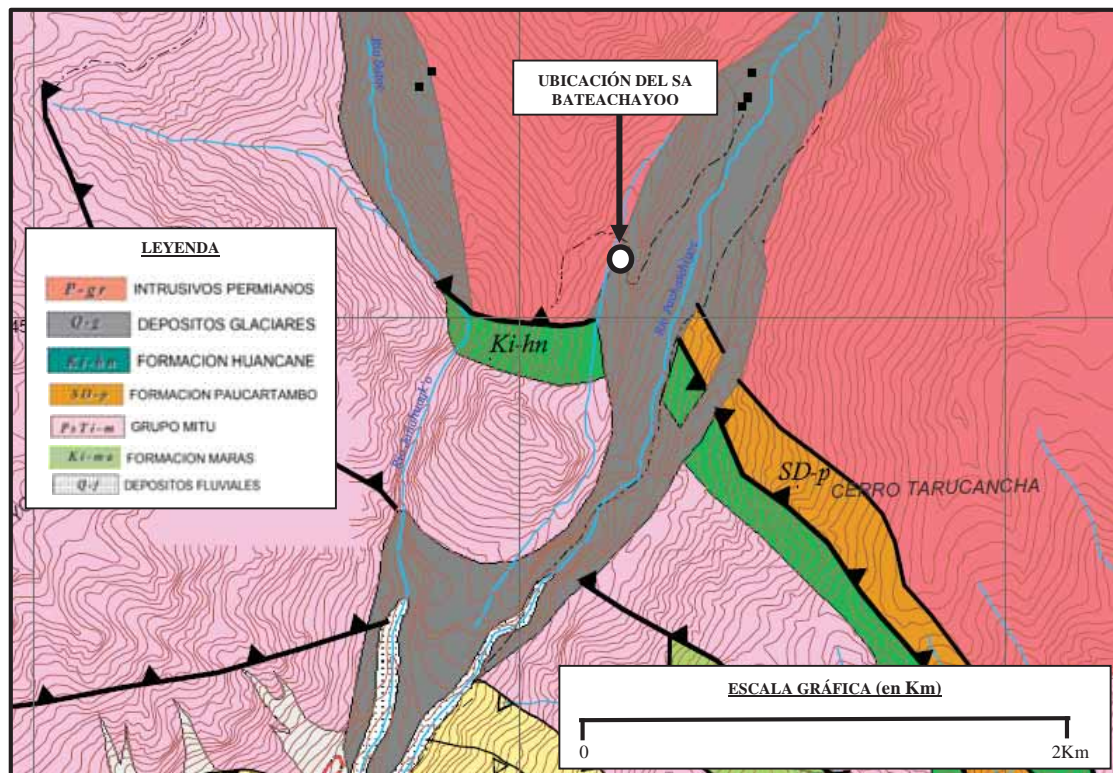 UBICACIÓN DEL SA
BATEACHAYOO
LEYENDA
P-gr INTRUSIVOS PERMIANOS
Q-g DEPOSITOS GLACIARES
Ki-hn FORMACION HUANCANE
SD-p FORMACION PAUCARTAMBO
PsTi-m GRUPO MITU
Ki-ma FORMACION MARAS
Q-f DEPOSITOS FLUVIALES
Ki-hn
SD-p
CERRO TARUCANCHA
ESCALA GRÁFICA (en Km)
0 2Km